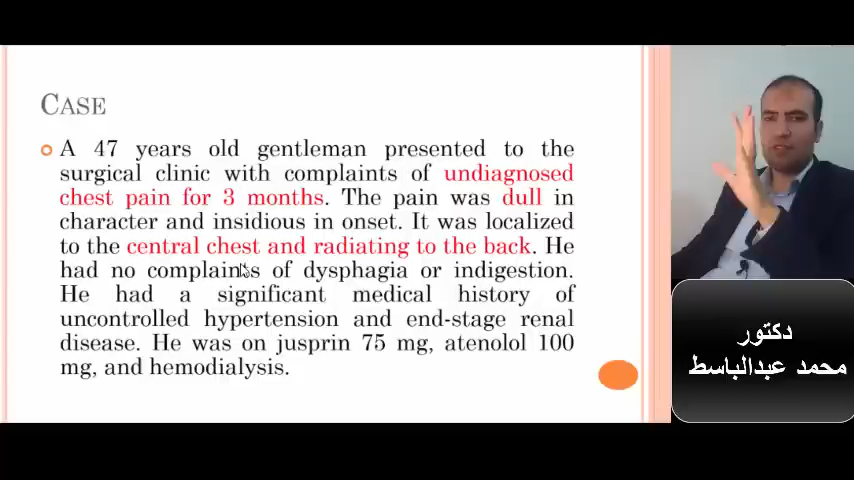 CASE
A 47 years old gentleman presented to the
surgical clinic with complaints of undiagnosed
chest pain for 3 months. The pain was dull in
character and insidious in onset. It was localized
to the central chest and radiating to the back. He
had no complaints of dysphagia or indigestion.
He had a significant medical history of
uncontrolled hypertension and end-stage renal
disease. He was on jusprin 75 mg, atenolol 100
mg, and hemodialysis.
دكتور
محمد عبدالباسط